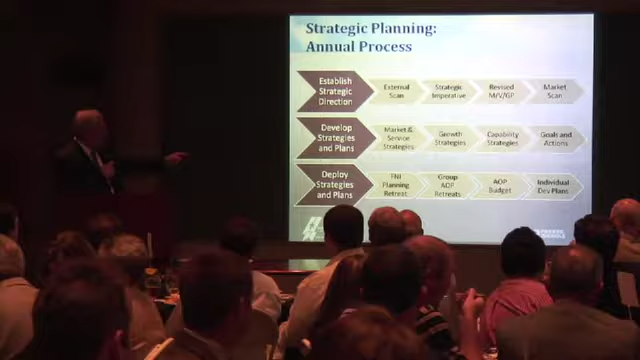 Strategic Planning:
Annual Process
Establish
Strategic
Direction
External
Scan
Strategic
Imperative
Revised
M/V/GP
Market
Scan
Develop
Strategies
and Plans
Market &
Service
Strategies
Growth
Strategies
Capability
Strategies
Goals and
Actions
Deploy
Strategies
and Plans
FNI
Planning
Retreat
Group
AOP
Retreats
AOP
Budget
Individual
Dev Plans